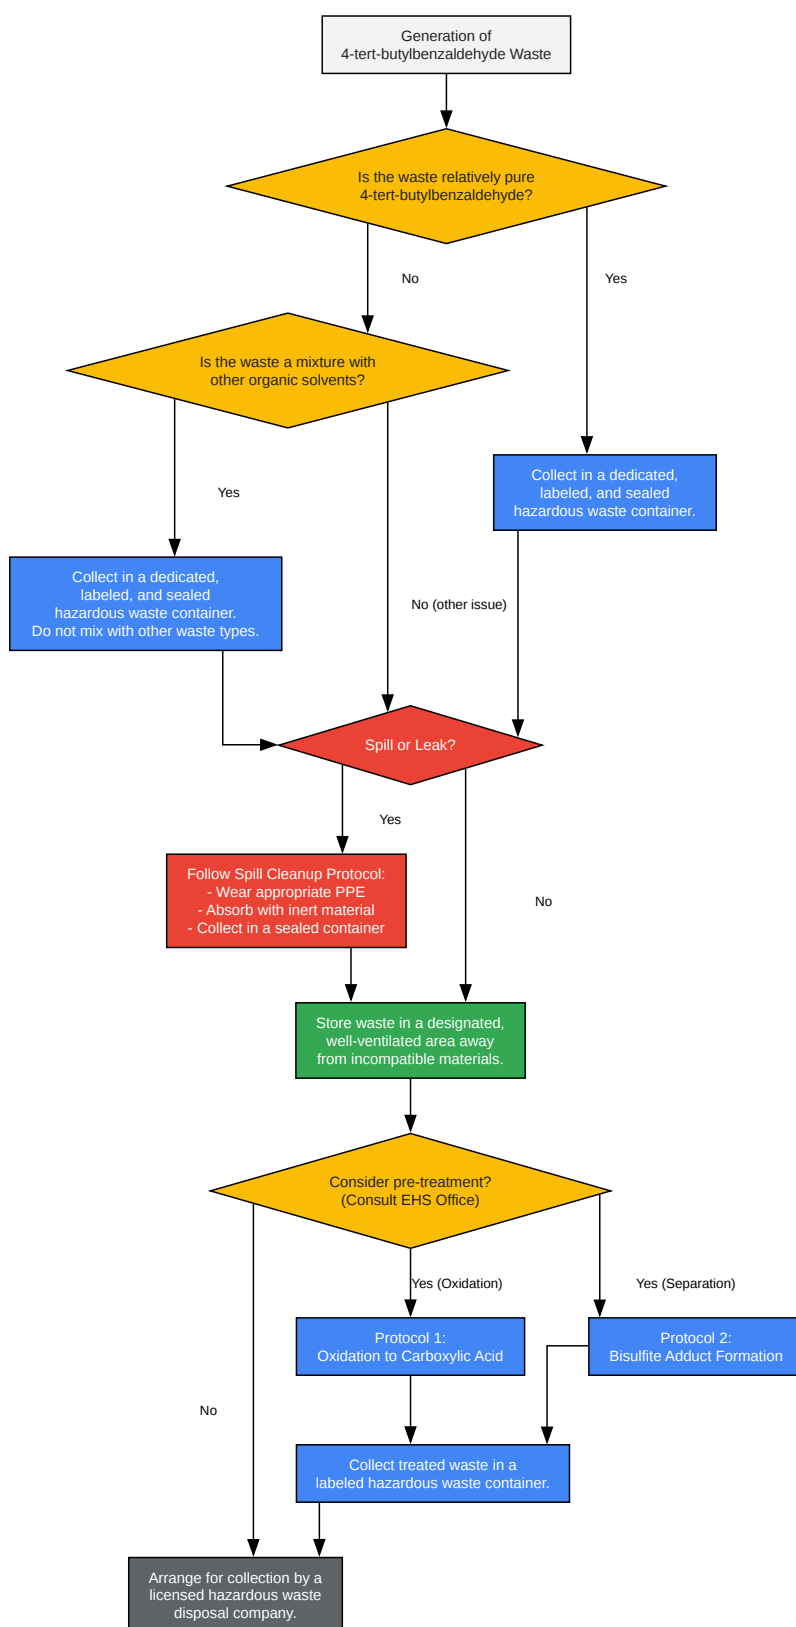 Generation of
4-tert-butylbenzaldehyde Waste
Is the waste relatively pure
4-tert-butylbenzaldehyde?
No
Yes
Is the waste a mixture with
other organic solvents?
Collect in a dedicated,
labeled, and sealed
hazardous waste container.
Yes
Collect in a dedicated,
labeled, and sealed
hazardous waste container.
Do not mix with other waste types.
No (other issue)
Spill or Leak?
Yes
Follow Spill Cleanup Protocol:
- Wear appropriate PPE
- Absorb with inert material
- Collect in a sealed container
No
Store waste in a designated,
well-ventilated area away
from incompatible materials.
Consider pre-treatment?
(Consult EHS Office)
Yes (Oxidation)
Yes (Separation)
Protocol 1:
Oxidation to Carboxylic Acid
Protocol 2:
Bisulfite Adduct Formation
No
Collect treated waste in a
labeled hazardous waste container.
Arrange for collection by a
licensed hazardous waste
disposal company.